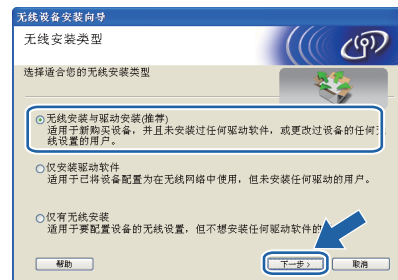 无线设备安装向导
无线安装类型
选择适合您的无线安装类型
无线安装与驱动安装(推荐)
适用于新购买设备，并且未安装过任何驱动软件，或更改过设备的任何无
线设置的用户。
仅安装驱动软件
适用于已将设备配置为在无线网络中使用，但未安装任何驱动的用户。
仅有无线安装
适用于要配置设备的无线设置，但不想安装任何驱动软件的
帮助
下一步>
取消